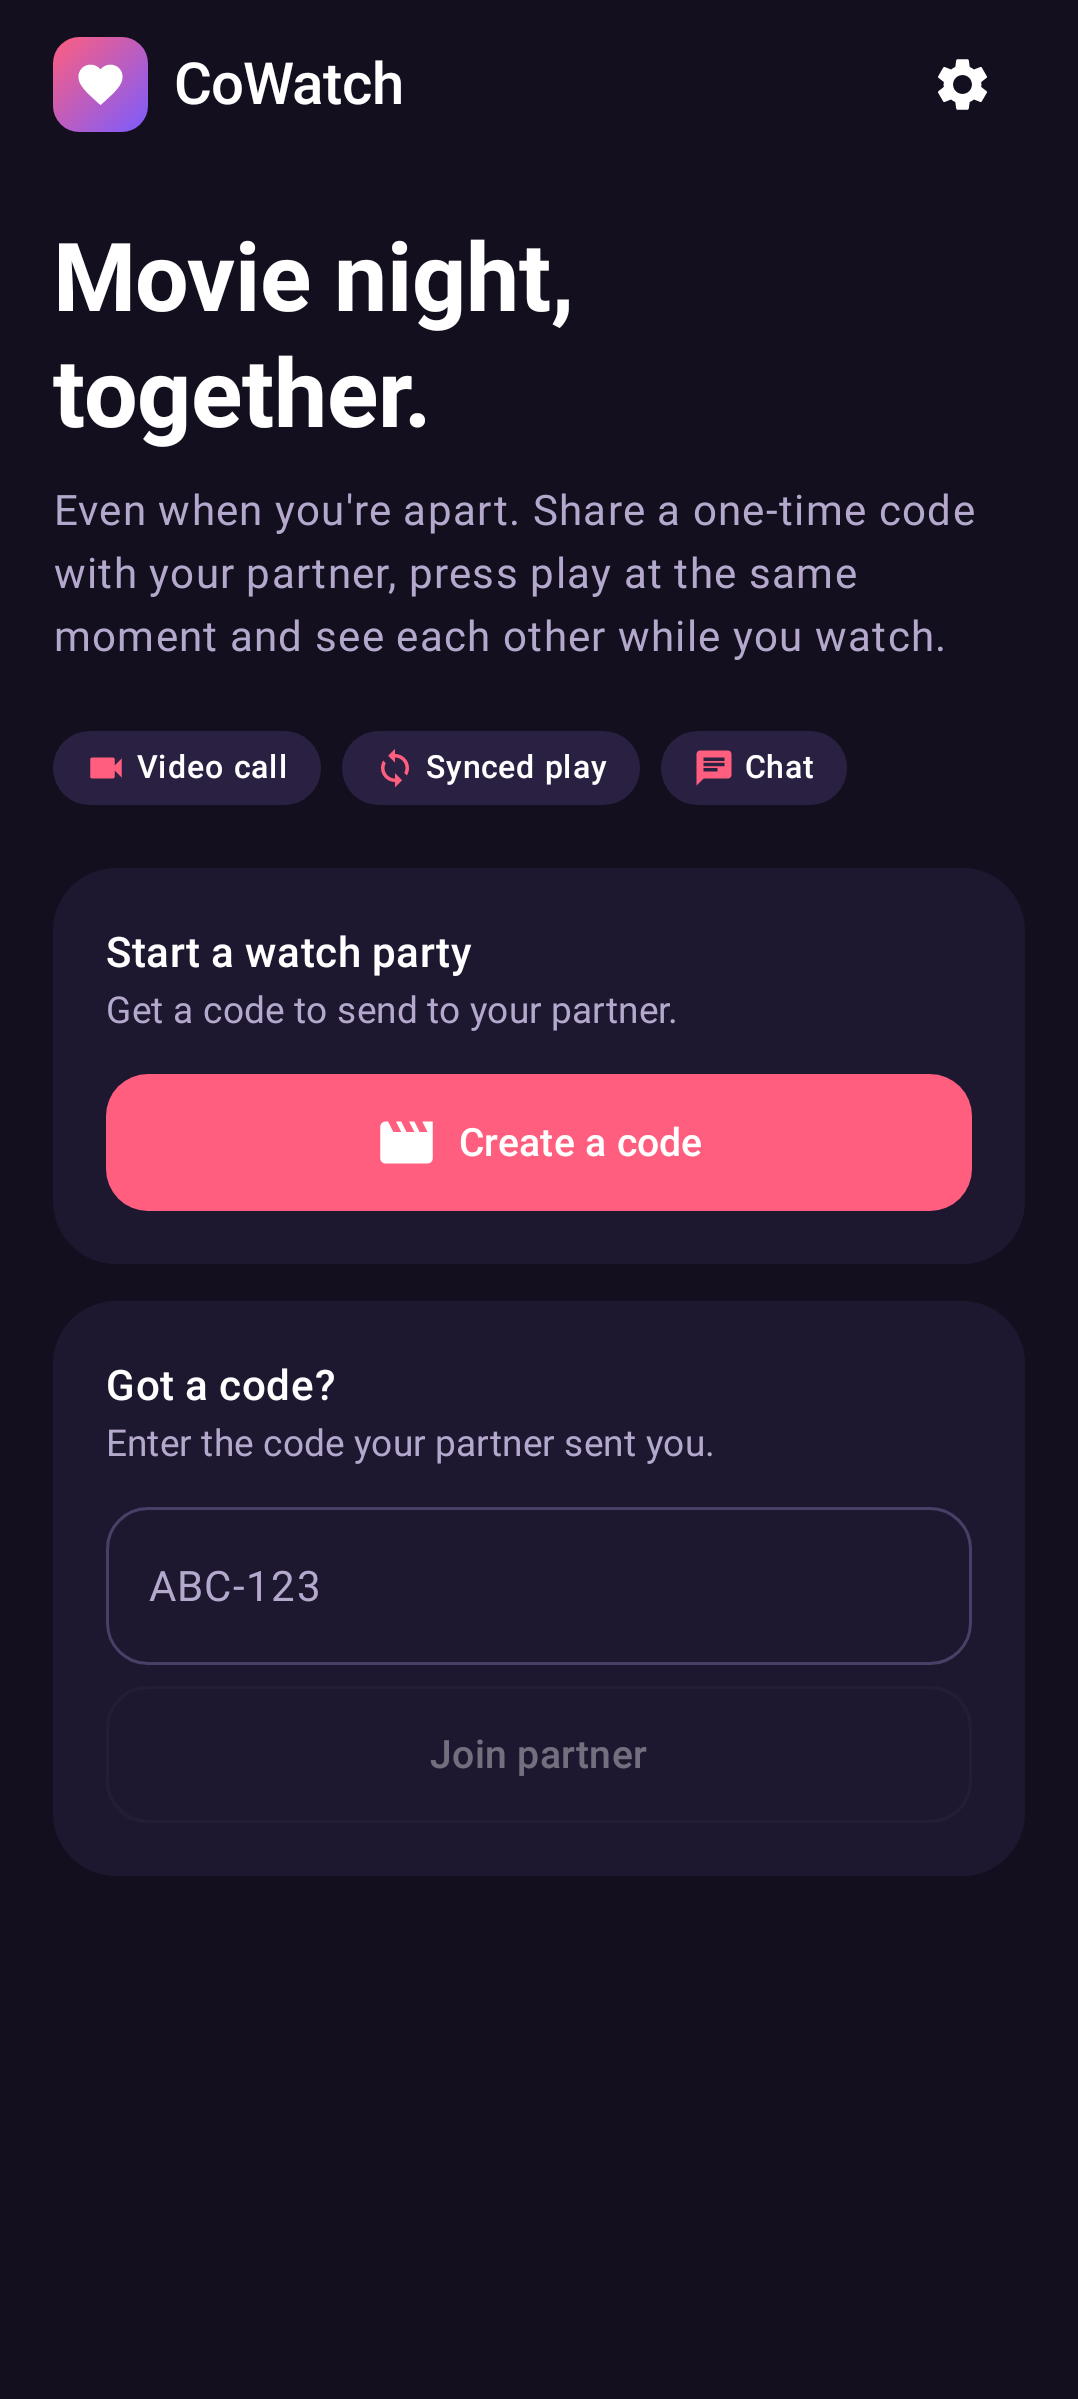 CoWatch
Movie night,
together.
Even when you're apart. Share a one-time code
with your partner, press play at the same
moment and see each other while you watch.
Video call
Synced play
Chat
Start a watch party
Get a code to send to your partner.
Create a code
Got a code?
Enter the code your partner sent you.
ABC-123
Join partner